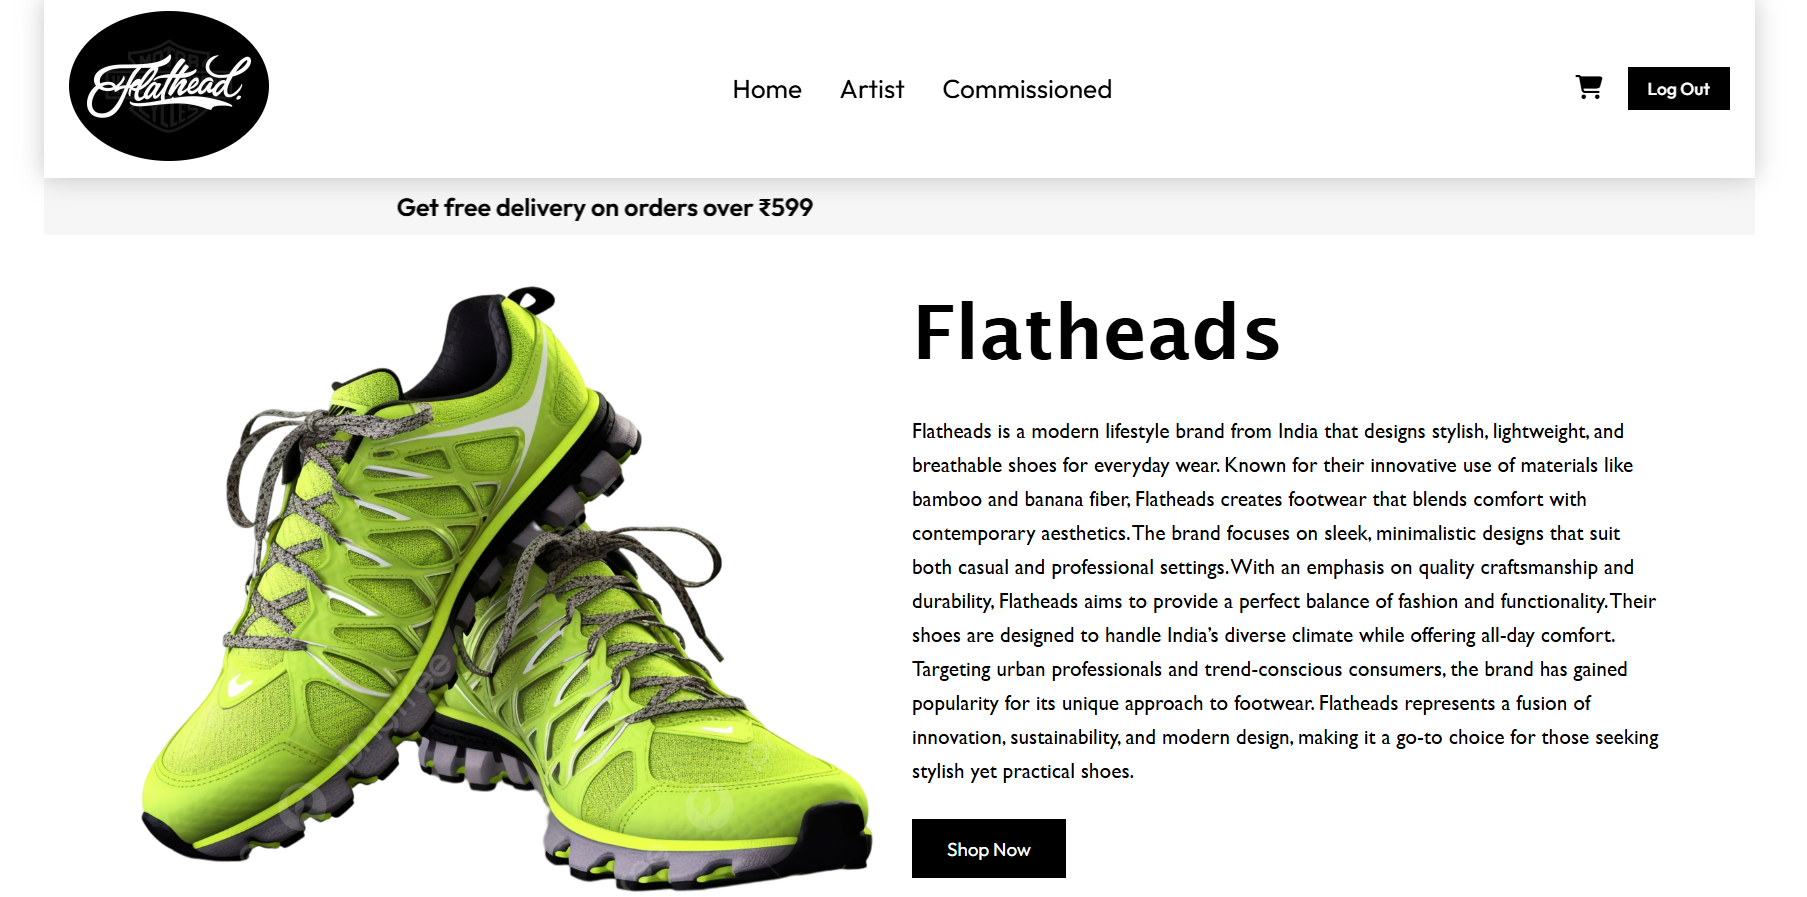 MOTOR
Flathead.
CYCLES
Home Artist Commissioned
Log Out
Get free delivery on orders over ₹599
Flatheads
Flatheads is a modern lifestyle brand from India that designs stylish, lightweight, and
breathable shoes for everyday wear. Known for their innovative use of materials like
bamboo and banana fiber, Flatheads creates footwear that blends comfort with
contemporary aesthetics. The brand focuses on sleek, minimalistic designs that suit
both casual and professional settings. With an emphasis on quality craftsmanship and
durability, Flatheads aims to provide a perfect balance of fashion and functionality. Their
shoes are designed to handle India’s diverse climate while offering all-day comfort.
Targeting urban professionals and trend-conscious consumers, the brand has gained
popularity for its unique approach to footwear. Flatheads represents a fusion of
innovation, sustainability, and modern design, making it a go-to choice for those seeking
stylish yet practical shoes.
Shop Now